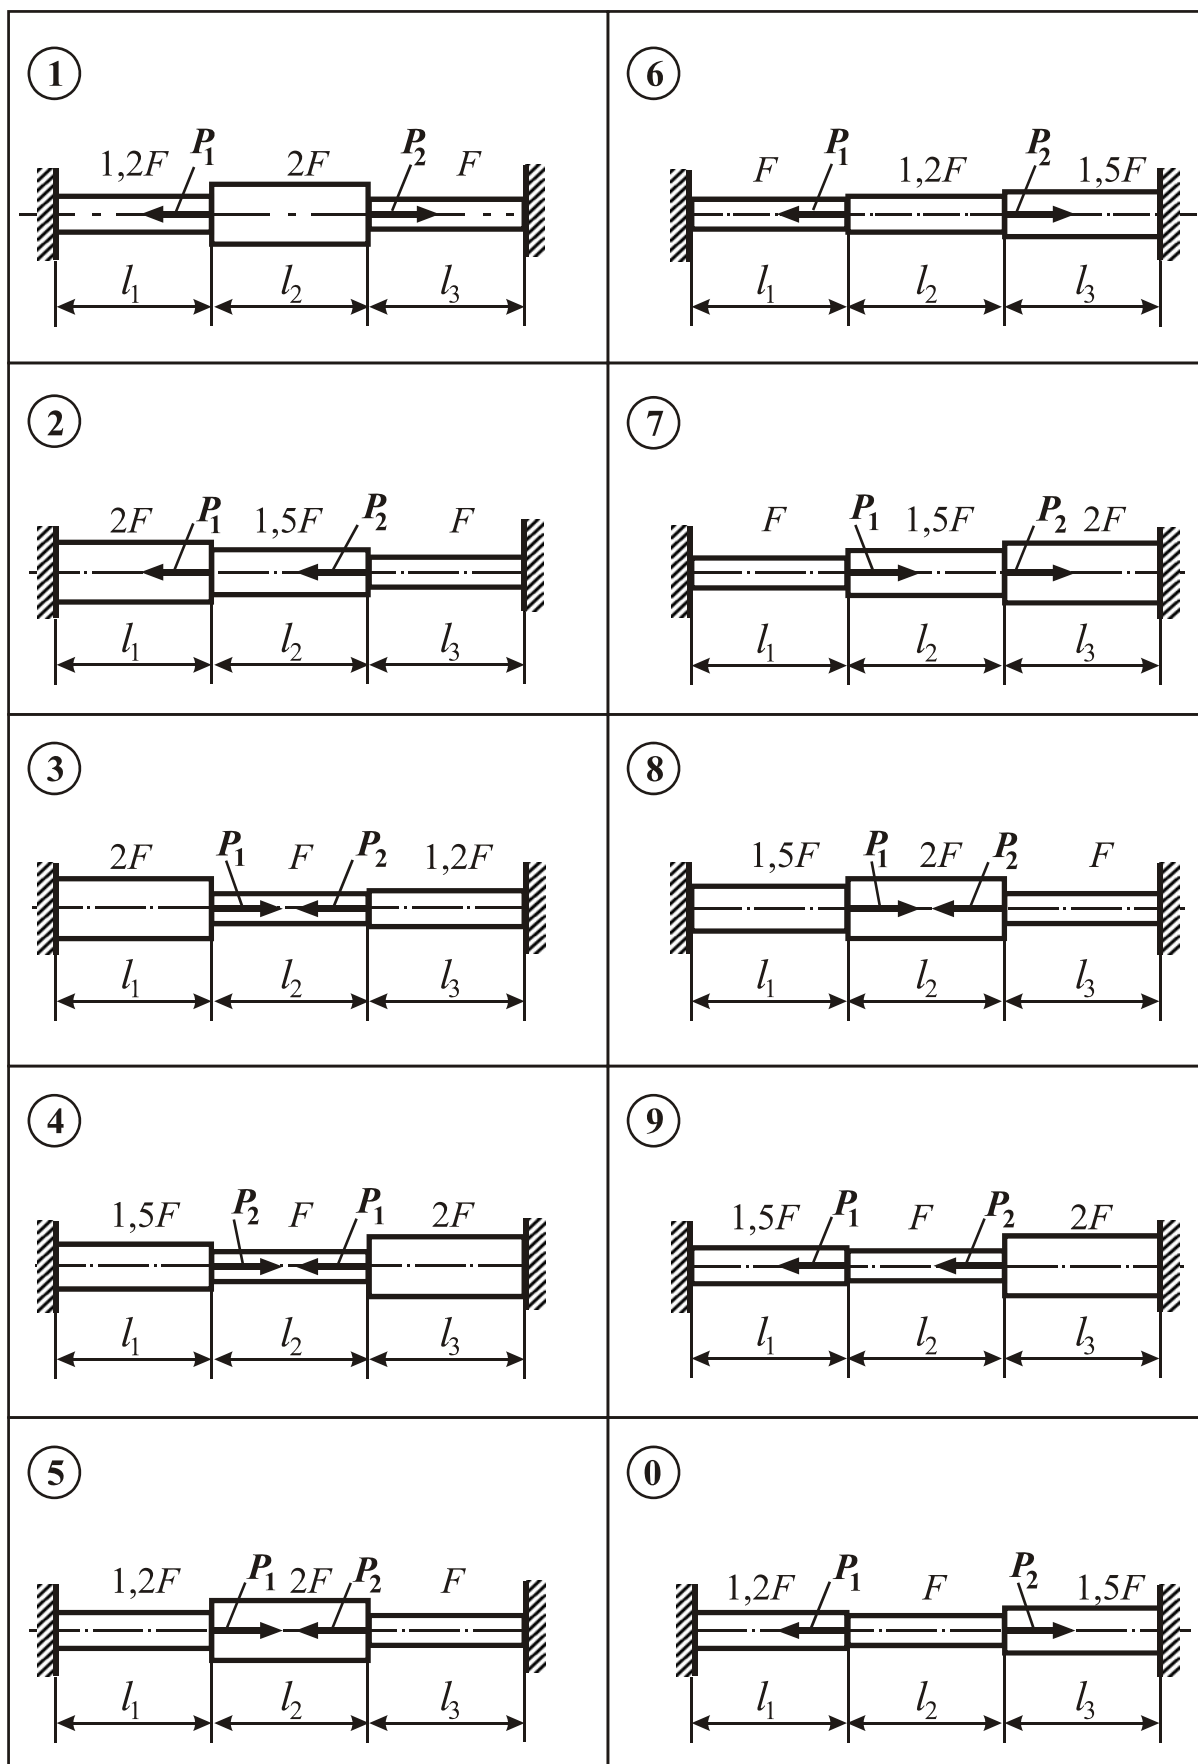 1
1,2F P1 2F P2 F
l1 l2 l3
6
F P1 1,2F P2 1,5F
l1 l2 l3
2
2F P1 1,5F P2 F
l1 l2 l3
7
F P1 1,5F P2 2F
l1 l2 l3
3
2F P1 F P2 1,2F
l1 l2 l3
8
1,5F P1 2F P2 F
l1 l2 l3
4
1,5F P2 F P1 2F
l1 l2 l3
9
1,5F P1 F P2 2F
l1 l2 l3
5
1,2F P1 2F P2 F
l1 l2 l3
0
1,2F P1 F P2 1,5F
l1 l2 l3